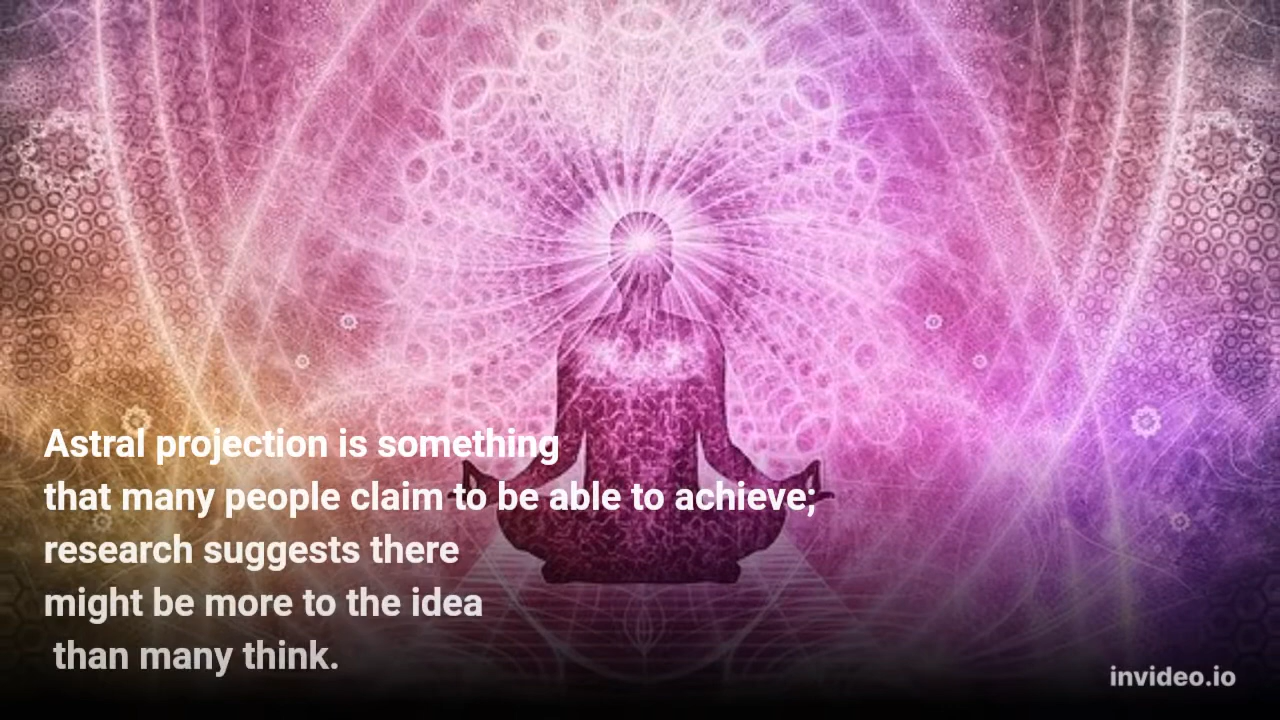 Astral projection is something
that many people claim to be able to achieve;
research suggests there
might be more to the idea
than many think.
invideo.io